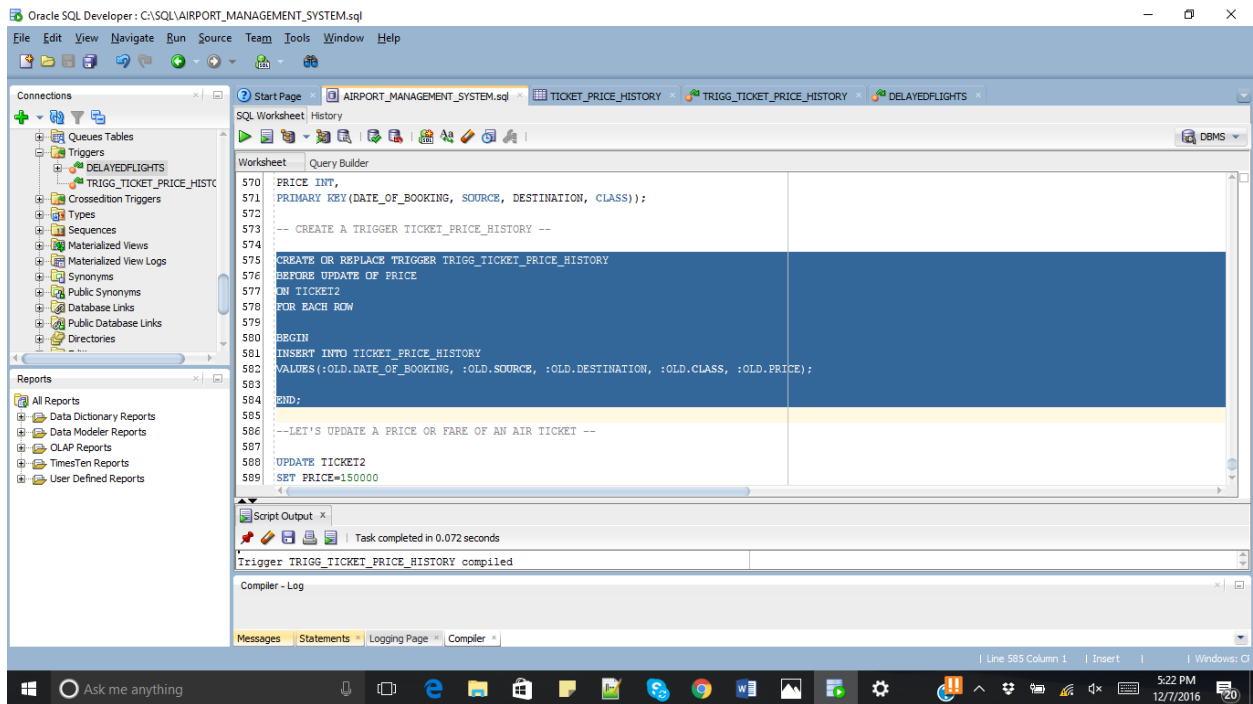 Oracle SQL Developer : C:\SQL\AIRPORT_MANAGEMENT_SYSTEM.sql
File Edit View Navigate Run Source Team Tools Window Help
Connections
Queues Tables
Triggers
DELAYEDFLIGHTS
TRIGG_TICKET_PRICE_HISTO
Crossedition Triggers
Types
Sequences
Materialized Views
Materialized View Logs
Synonyms
Public Synonyms
Database Links
Public Database Links
Directories
Reports
All Reports
Data Dictionary Reports
Data Modeler Reports
OLAP Reports
TimesTen Reports
User Defined Reports
Start Page AIRPORT_MANAGEMENT_SYSTEM.sql TICKET_PRICE_HISTORY TRIGG_TICKET_PRICE_HISTORY DELAYEDFLIGHTS
SQL Worksheet History
DBMS
Worksheet Query Builder
570 PRICE INT,
571 PRIMARY KEY(DATE_OF_BOOKING, SOURCE, DESTINATION, CLASS));
572
573 -- CREATE A TRIGGER TICKET_PRICE_HISTORY --
574
575 CREATE OR REPLACE TRIGGER TRIGG_TICKET_PRICE_HISTORY
576 BEFORE UPDATE OF PRICE
577 ON TICKET2
578 FOR EACH ROW
579
580 BEGIN
581 INSERT INTO TICKET_PRICE_HISTORY
582 VALUES(:OLD.DATE_OF_BOOKING, :OLD.SOURCE, :OLD.DESTINATION, :OLD.CLASS, :OLD.PRICE);
583
584 END;
585
586 --LET'S UPDATE A PRICE OR FARE OF AN AIR TICKET --
587
588 UPDATE TICKET2
589 SET PRICE=150000
Script Output x
Task completed in 0.072 seconds
Trigger TRIGG_TICKET_PRICE_HISTORY compiled
Compiler - Log
Messages Statements Logging Page Compiler
Line 585 Column 1 | Insert | | Windows: Cl
Ask me anything
5:22 PM
12/7/2016
20